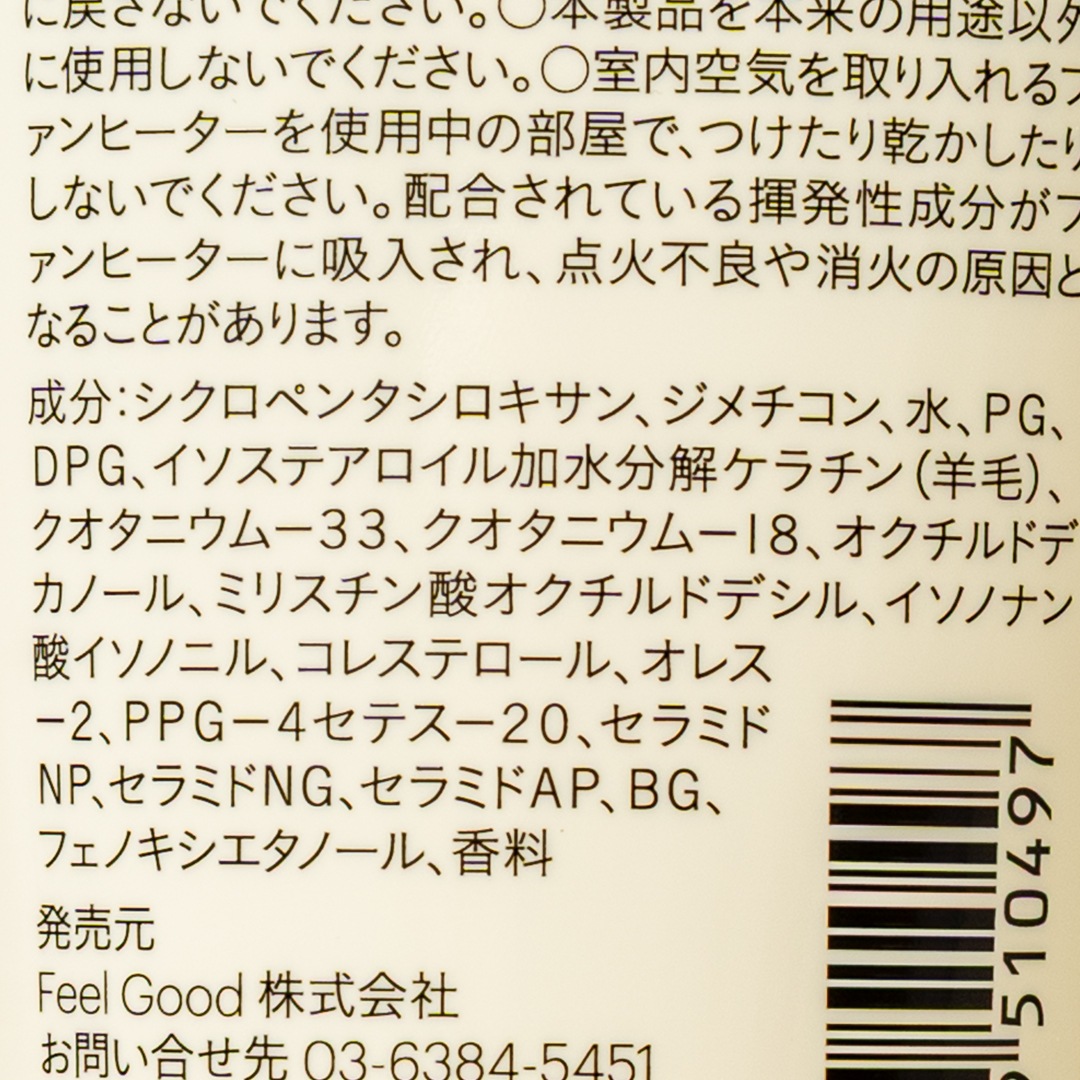 に戻さないでください。○本製品を本来の用途以外
に使用しないでください。○室内空気を取り入れるフ
ァンヒーターを使用中の部屋で、つけたり乾かしたり
しないでください。配合されている揮発性成分がフ
ァンヒーターに吸入され、点火不良や消火の原因と
なることがあります。
成分：シクロペンタシロキサン、ジメチコン、水、PG、
DPG、イソステアロイル加水分解ケラチン(羊毛)、
クオタニウムー33、クオタニウムー18、オクチルドデ
カノール、ミリスチン酸オクチルドデシル、イソノナン
酸イソノニル、コレステロール、オレス
ー2、PPGー4セテスー20、セラミド
NP、セラミドNG、セラミドAP、BG、
フェノキシエタノール、香料
発売元
Feel Good 株式会社
お問い合せ先 03-6384-5451
510497